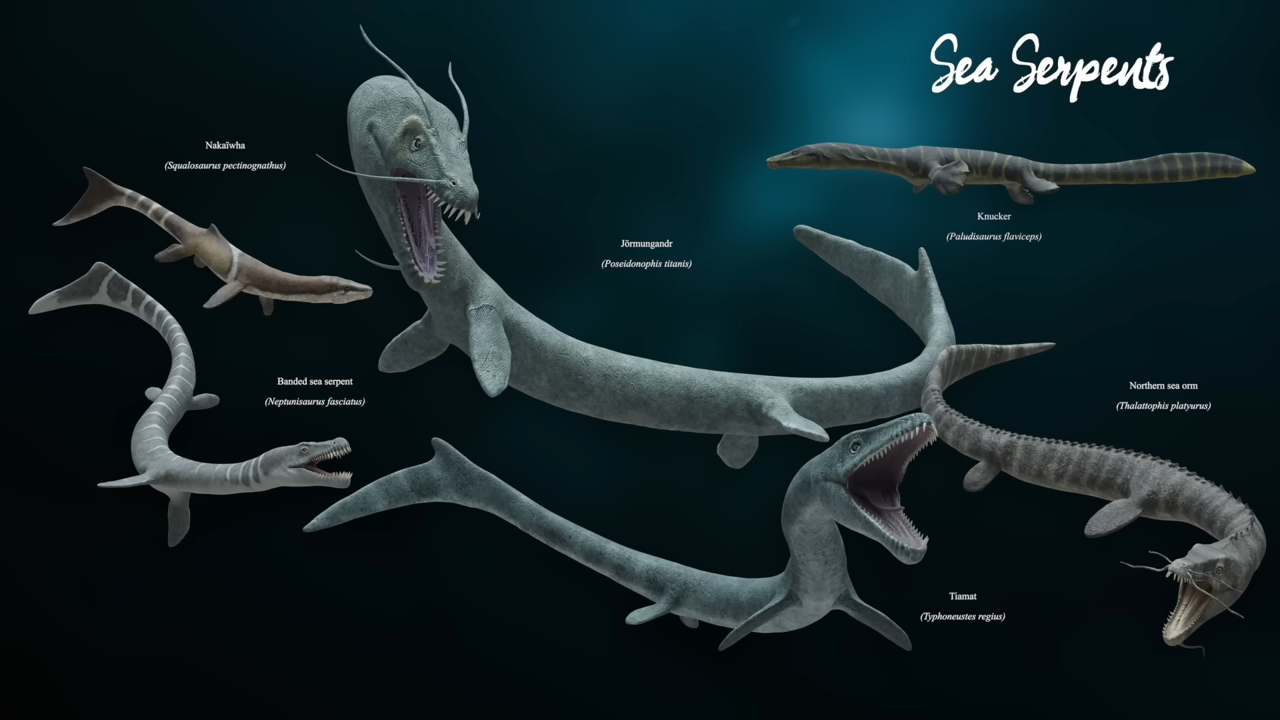 Sea Serpents
Nakaïwha
(Squalosaurus pectinognathus)
Knucker
(Paludisaurus flaviceps)
Jörmungandr
(Poseidonophis titanis)
Banded sea serpent
(Neptunisaurus fasciatus)
Northern sea orm
(Thalattophis platyurus)
Tiamat
(Typhoneustes regius)